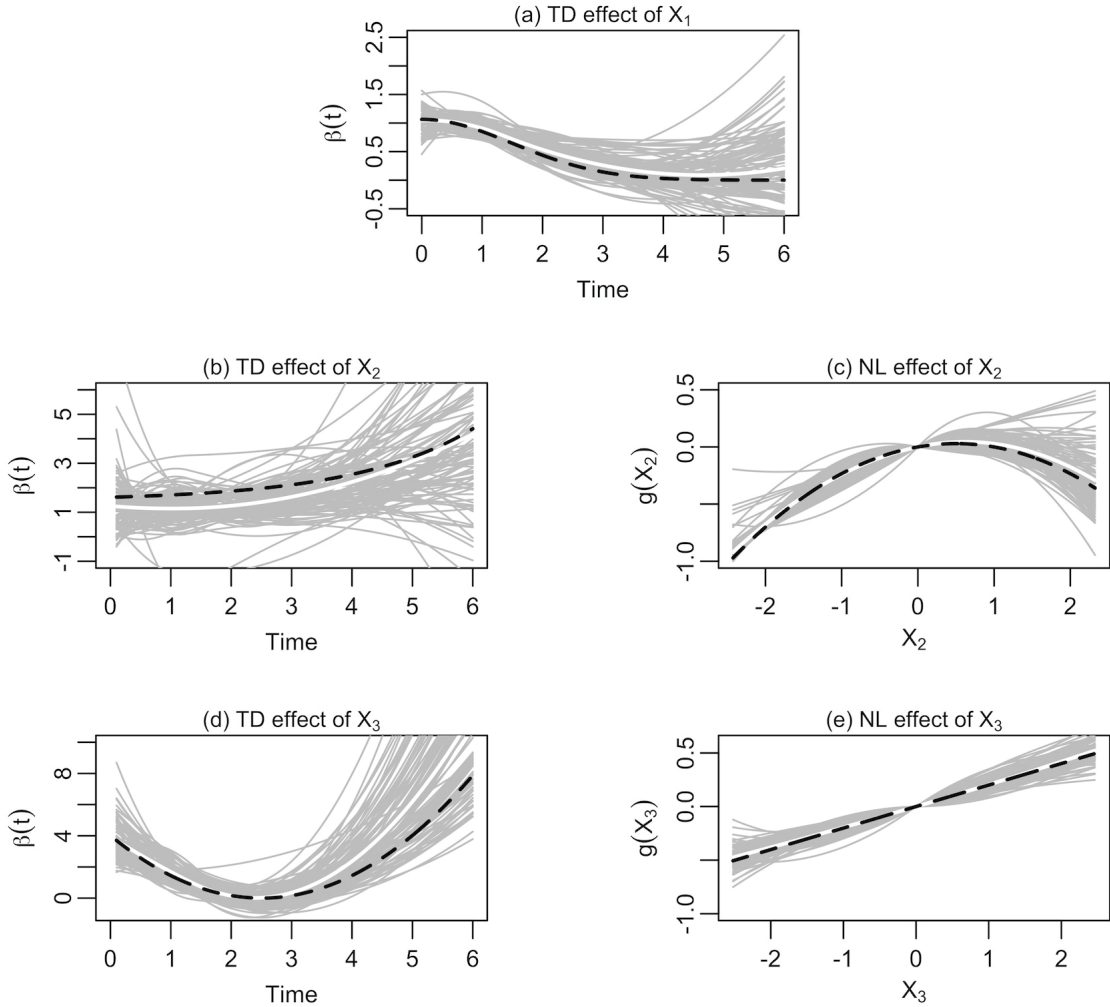 (a) TD effect of X₁
β(t)
2.5
1.5
0.5
-0.5
0 1 2 3 4 5 6
Time
(b) TD effect of X₂
β(t)
5
3
1
-1
0 1 2 3 4 5 6
Time
(c) NL effect of X₂
g(X₂)
0.5
0.0
-1.0
-2 -1 0 1 2
X₂
(d) TD effect of X₃
β(t)
8
4
0
0 1 2 3 4 5 6
Time
(e) NL effect of X₃
g(X₃)
0.5
0.0
-1.0
-2 -1 0 1 2
X₃